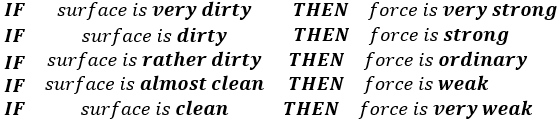 IF surface is very dirty THEN force is very strong
IF surface is dirty THEN force is strong
IF surface is rather dirty THEN force is ordinary
IF surface is almost clean THEN force is weak
IF surface is clean THEN force is very weak